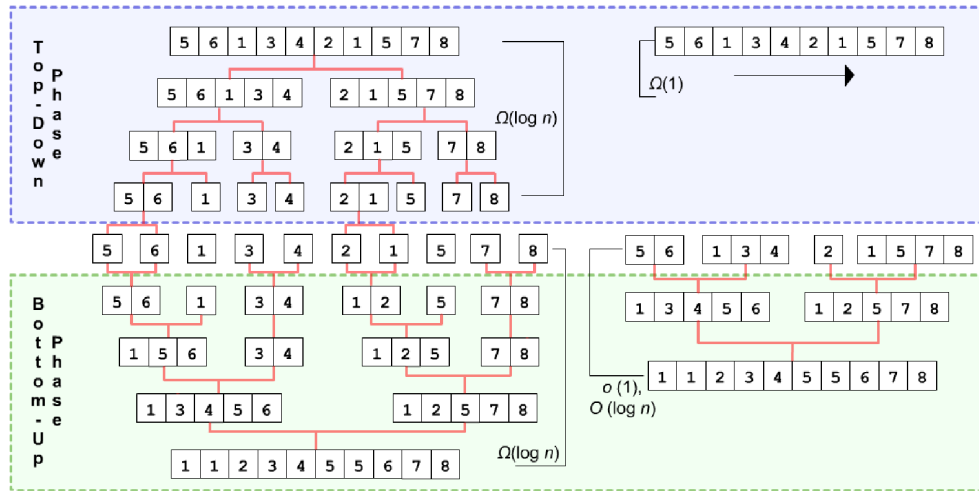 Top-Down
Phase
5 6 1 3 4 2 1 5 7 8
5 6 1 3 4 2 1 5 7 8
5 6 1 3 4
2 1 5 7 8
Ω(1)
Ω(log n)
5 6 1
3 4
2 1 5
7 8
5 6
1
3
4
2 1
5
7
8
5
6
1
3
4
2
1
5
7
8
5 6
1 3 4
2
1 5 7 8
Bottom-Up
Phase
5 6
1
3 4
1 2
5
7 8
1 3 4 5 6
1 2 5 7 8
1 5 6
3 4
1 2 5
7 8
1 1 2 3 4 5 5 6 7 8
o (1),
O (log n)
1 3 4 5 6
1 2 5 7 8
Ω(log n)
1 1 2 3 4 5 5 6 7 8